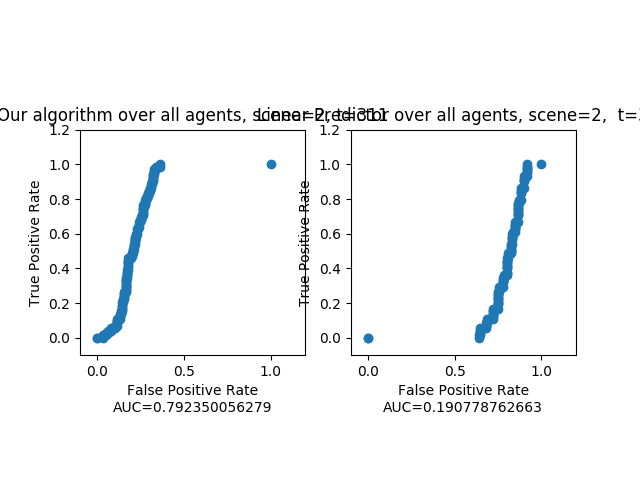 Our algorithm over all agents, scene=2, t=311
Linear Predictor over all agents, scene=2, t=3
1.2
1.0
0.8
0.6
0.4
0.2
0.0
True Positive Rate
0.0 0.5 1.0
False Positive Rate
AUC=0.792350056279
1.2
1.0
0.8
0.6
0.4
0.2
0.0
True Positive Rate
0.0 0.5 1.0
False Positive Rate
AUC=0.190778762663